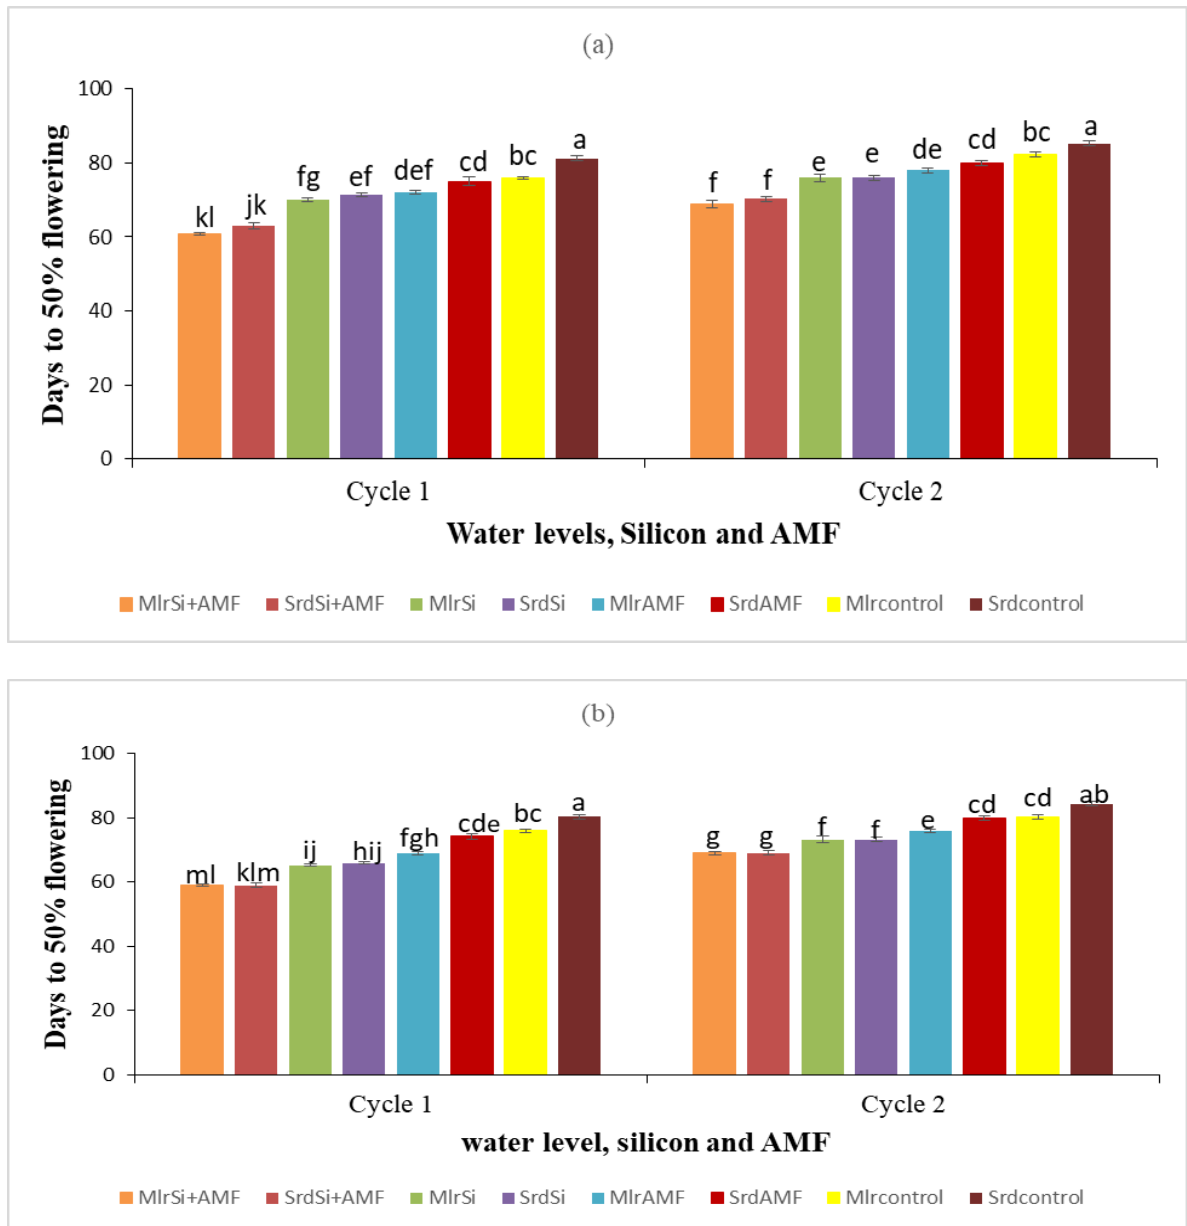 (a)
100
80
60
40
20
0
Days to 50% flowering
kl jk fg ef def cd bc a f f e e de cd bc a
Cycle 1 Cycle 2
Water levels, Silicon and AMF
MlrSi+AMF SrdSi+AMF MlrSi SrdSi MlrAMF SrdAMF Mlrcontrol Srdcontrol
(b)
100
80
60
40
20
0
Days to 50% flowering
ml klm ij hij fgh cde bc a g g f f e cd cd ab
Cycle 1 Cycle 2
water level, silicon and AMF
MlrSi+AMF SrdSi+AMF MlrSi SrdSi MlrAMF SrdAMF Mlrcontrol Srdcontrol